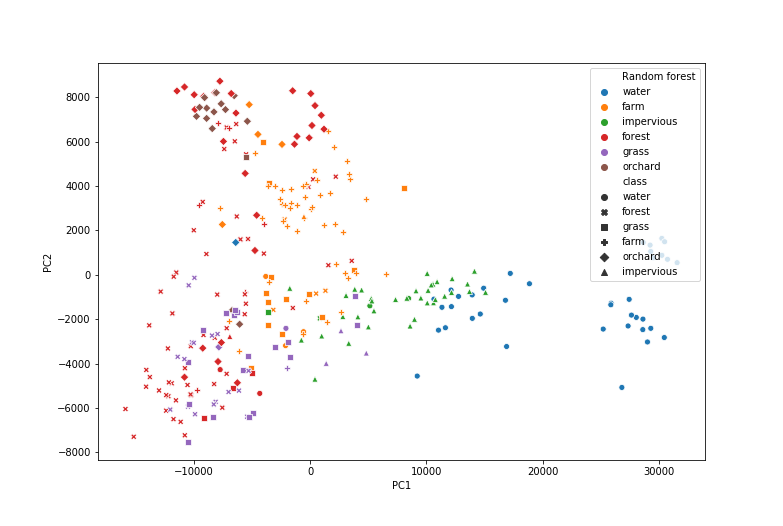 Random forest
water
farm
impervious
forest
grass
orchard
class
water
forest
grass
farm
orchard
impervious
8000
6000
4000
2000
0
−2000
−4000
−6000
−8000
PC2
−10000 0 10000 20000 30000
PC1